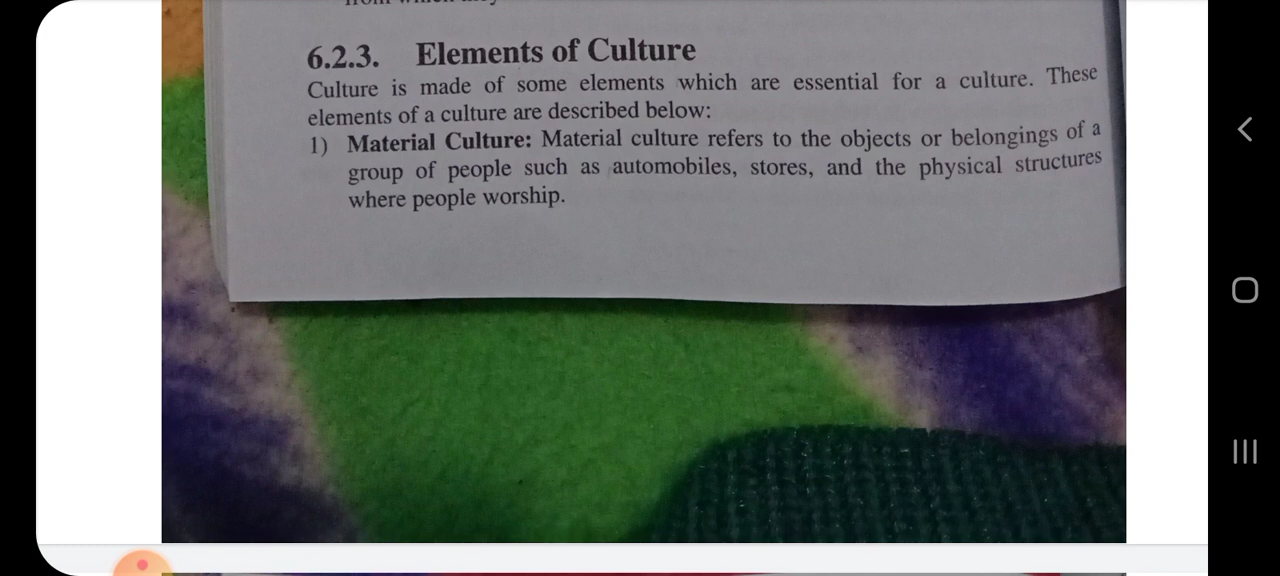 6.2.3. Elements of Culture
Culture is made of some elements which are essential for a culture. These
elements of a culture are described below:
1) Material Culture: Material culture refers to the objects or belongings of a
group of people such as automobiles, stores, and the physical structures
where people worship.